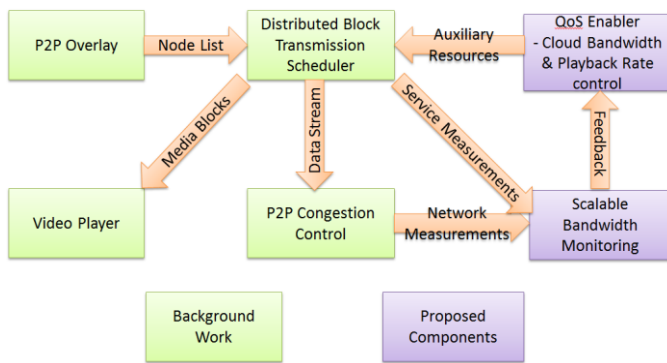 P2P Overlay
Node List
Distributed Block
Transmission
Scheduler
Auxiliary
Resources
QoS Enabler
- Cloud Bandwidth
& Playback Rate
control
Media Blocks
Data Stream
Service Measurements
Feedback
Video Player
P2P Congestion
Control
Network
Measurements
Scalable
Bandwidth
Monitoring
Background
Work
Proposed
Components